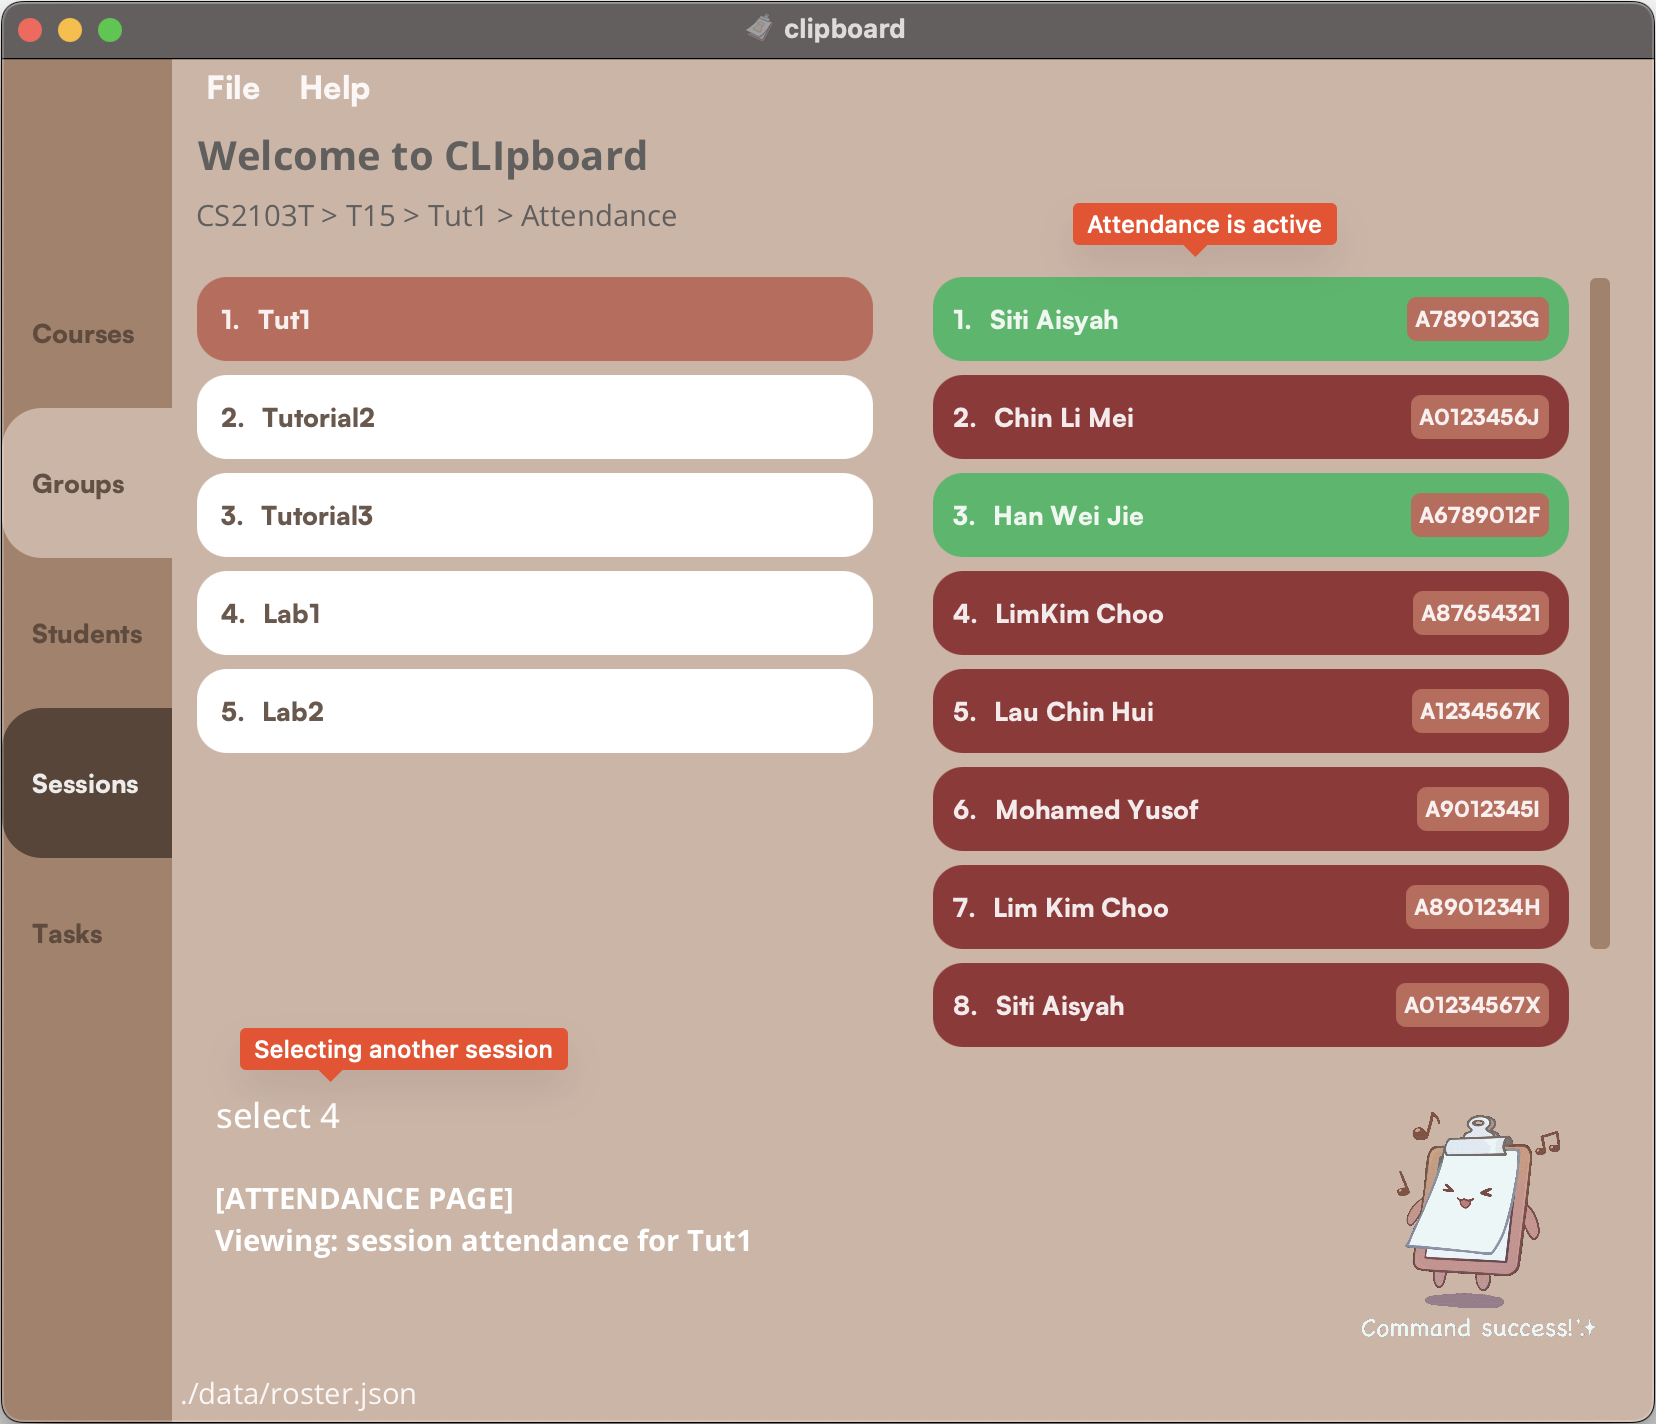 clipboard
File Help
Welcome to CLIpboard
CS2103T > T15 > Tut1 > Attendance
Attendance is active
Courses
Groups
Students
Sessions
Tasks
1. Tut1
2. Tutorial2
3. Tutorial3
4. Lab1
5. Lab2
1. Siti Aisyah A7890123G
2. Chin Li Mei A0123456J
3. Han Wei Jie A6789012F
4. LimKim Choo A87654321
5. Lau Chin Hui A1234567K
6. Mohamed Yusof A9012345I
7. Lim Kim Choo A8901234H
8. Siti Aisyah A01234567X
Selecting another session
select 4
[ATTENDANCE PAGE]
Viewing: session attendance for Tut1
Command success!
./data/roster.json